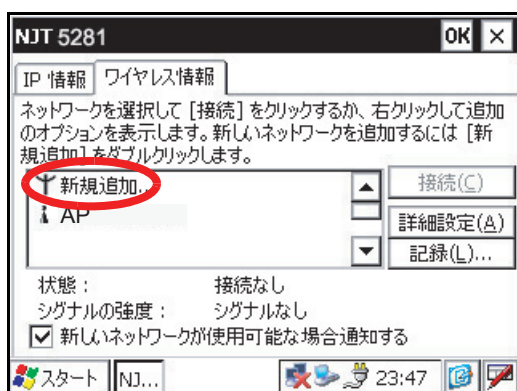 NJT 5281 OK ×
IP 情報 ワイヤレス情報
ネットワークを選択して [接続] をクリックするか、右クリックして追加
のオプションを表示します。新しいネットワークを追加するには [新
規追加] をダブルクリックします。
新規追加...
AP
接続(C)
詳細設定(A)
記録(L)...
状態： 接続なし
シグナルの強度： シグナルなし
新しいネットワークが使用可能な場合通知する
スタート NJ... 23:47